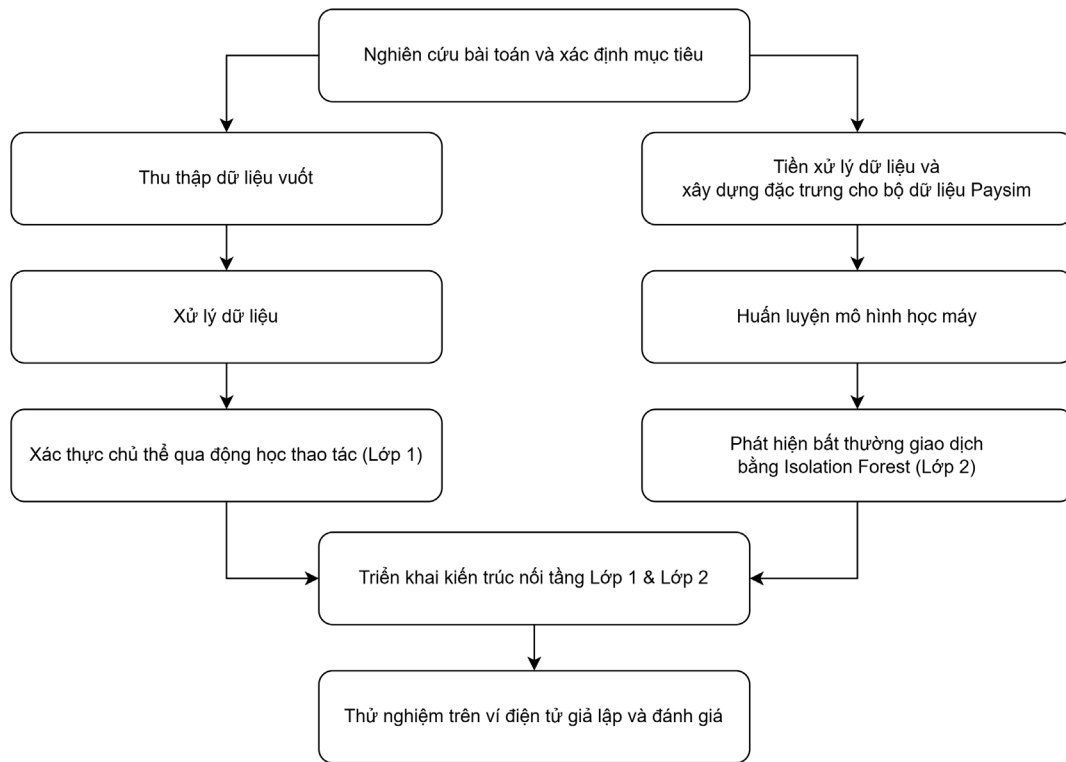 Nghiên cứu bài toán và xác định mục tiêu
Thu thập dữ liệu vuốt
Tiền xử lý dữ liệu và
xây dựng đặc trưng cho bộ dữ liệu Paysim
Xử lý dữ liệu
Huấn luyện mô hình học máy
Xác thực chủ thể qua động học thao tác (Lớp 1)
Phát hiện bất thường giao dịch
bằng Isolation Forest (Lớp 2)
Triển khai kiến trúc nối tầng Lớp 1 & Lớp 2
Thử nghiệm trên ví điện tử giả lập và đánh giá